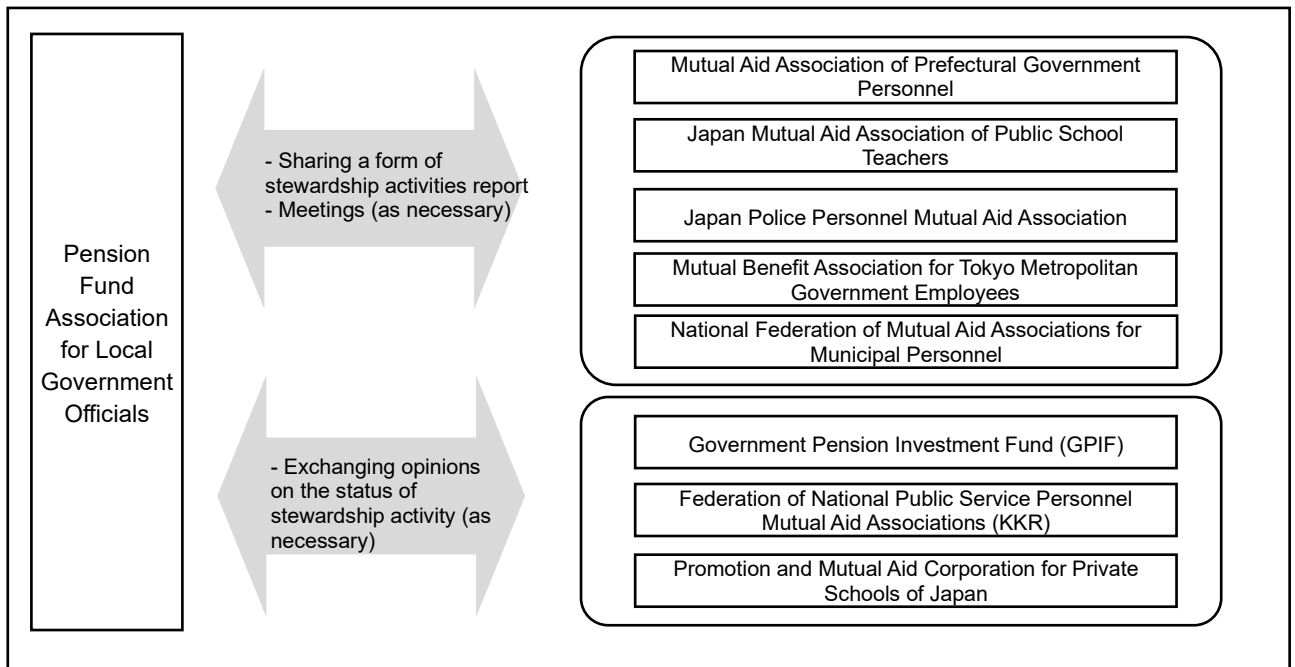 Pension
Fund
Association
for Local
Government
Officials
- Sharing a form of
stewardship activities report
- Meetings (as necessary)
Mutual Aid Association of Prefectural Government
Personnel
Japan Mutual Aid Association of Public School
Teachers
Japan Police Personnel Mutual Aid Association
Mutual Benefit Association for Tokyo Metropolitan
Government Employees
National Federation of Mutual Aid Associations for
Municipal Personnel
- Exchanging opinions
on the status of
stewardship activity (as
necessary)
Government Pension Investment Fund (GPIF)
Federation of National Public Service Personnel
Mutual Aid Associations (KKR)
Promotion and Mutual Aid Corporation for Private
Schools of Japan